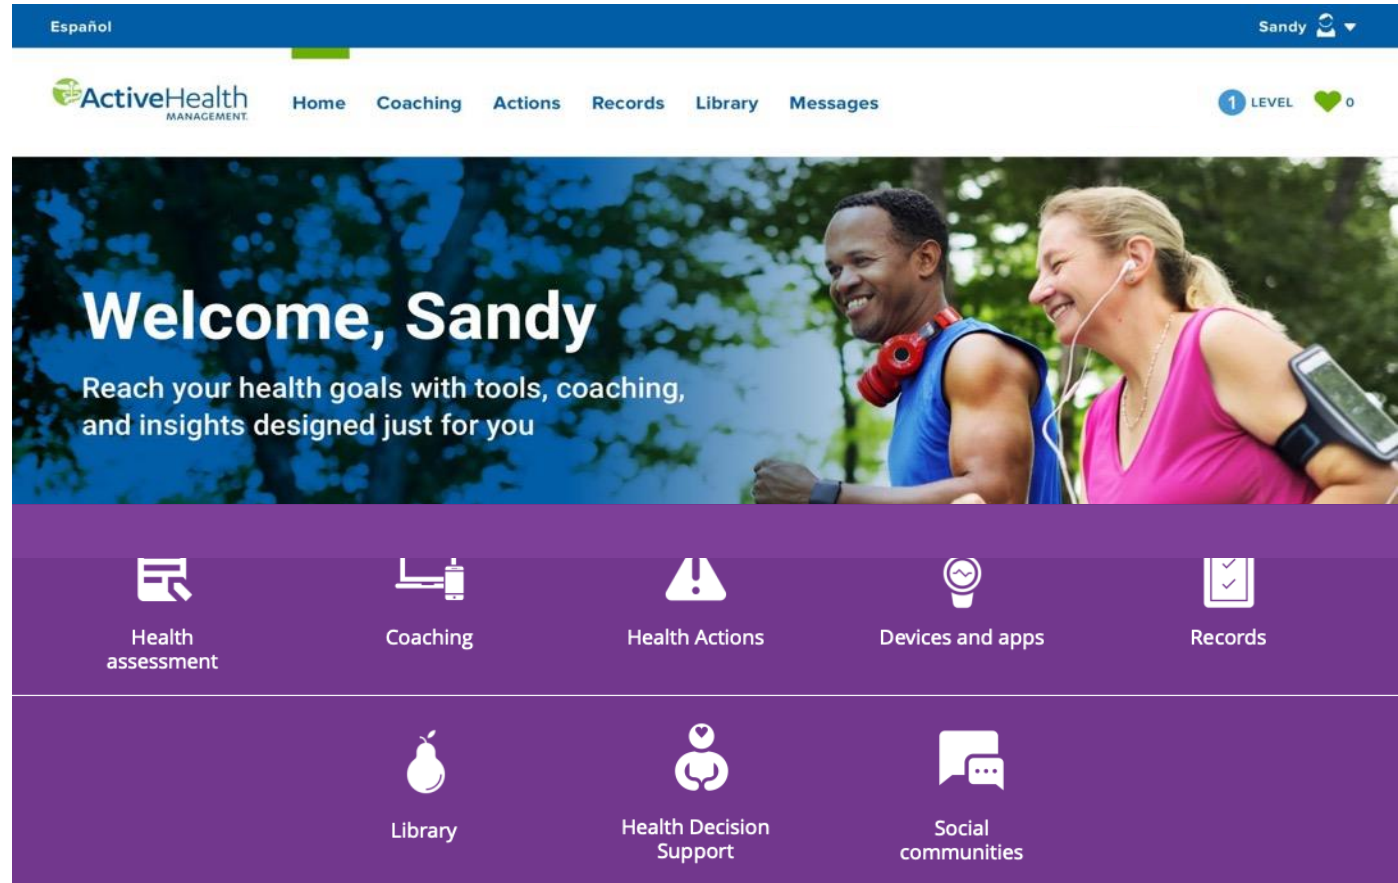 Español
Sandy
ActiveHealth
MANAGEMENT.
Home Coaching Actions Records Library Messages
1 LEVEL 0
Welcome, Sandy
Reach your health goals with tools, coaching,
and insights designed just for you
Health
assessment
Coaching
Health Actions
Devices and apps
Records
Library
Health Decision
Support
Social
communities